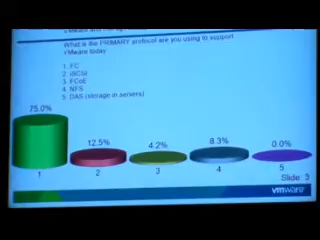 What is the PRIMARY protocol are you using to support
VMware today
1: FC
2: iSCSI
3: FCoE
4: NFS
5: DAS (storage in servers)
75.0%
12.5%
4.2%
8.3%
0.0%
1
2
3
4
5
Slide: 3
vmware